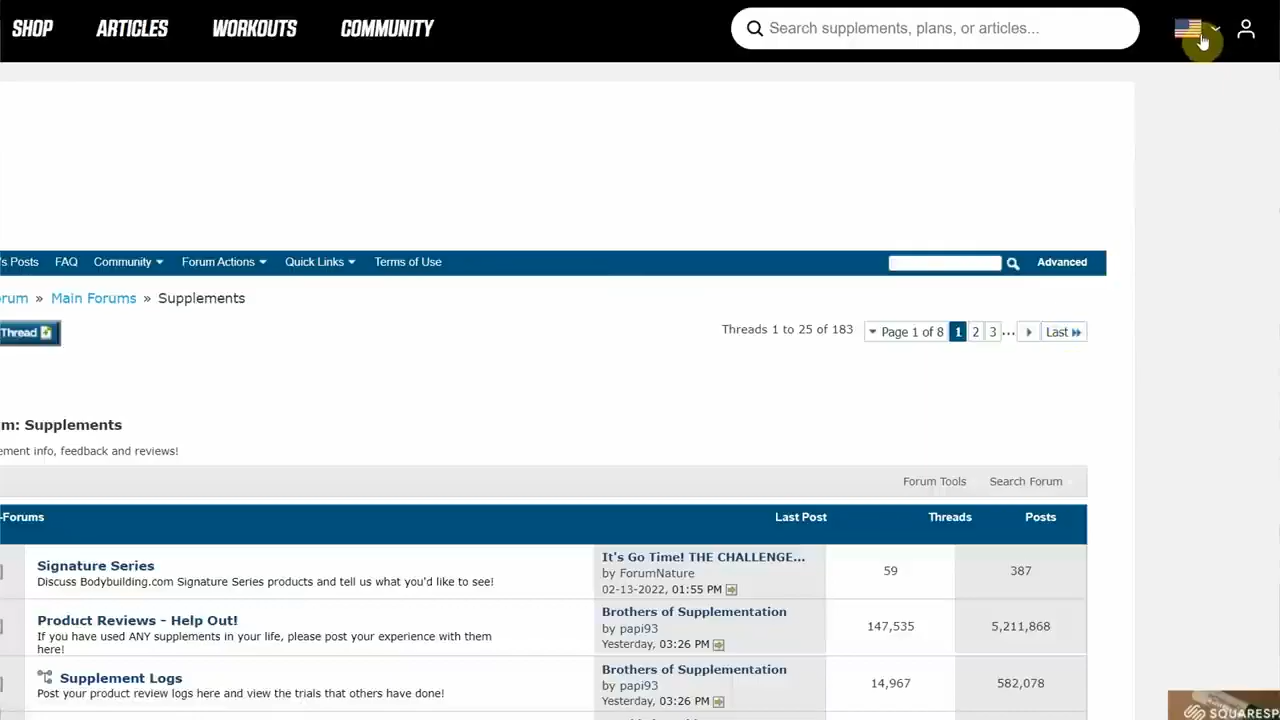 SHOP ARTICLES WORKOUTS COMMUNITY Search supplements, plans, or articles...
's Posts FAQ Community Forum Actions Quick Links Terms of Use Advanced
orum » Main Forums » Supplements
Thread Threads 1 to 25 of 183 Page 1 of 8 1 2 3 ... Last
m: Supplements
ement info, feedback and reviews!
Forum Tools Search Forum
-Forums Last Post Threads Posts
Signature Series It's Go Time! THE CHALLENGE... 59 387
Discuss Bodybuilding.com Signature Series products and tell us what you'd like to see! by ForumNature
02-13-2022, 01:55 PM
Product Reviews - Help Out! Brothers of Supplementation 147,535 5,211,868
If you have used ANY supplements in your life, please post your experience with them by papi93
here! Yesterday, 03:26 PM
Supplement Logs Brothers of Supplementation 14,967 582,078
Post your product review logs here and view the trials that others have done! by papi93
Yesterday, 03:26 PM
SQUARESP